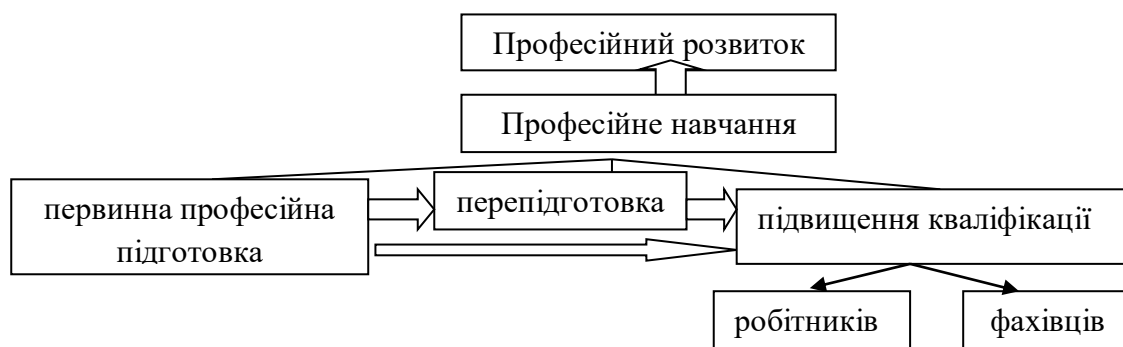 Професійний розвиток
Професійне навчання
первинна професійна
підготовка
перепідготовка
підвищення кваліфікації
робітників
фахівців